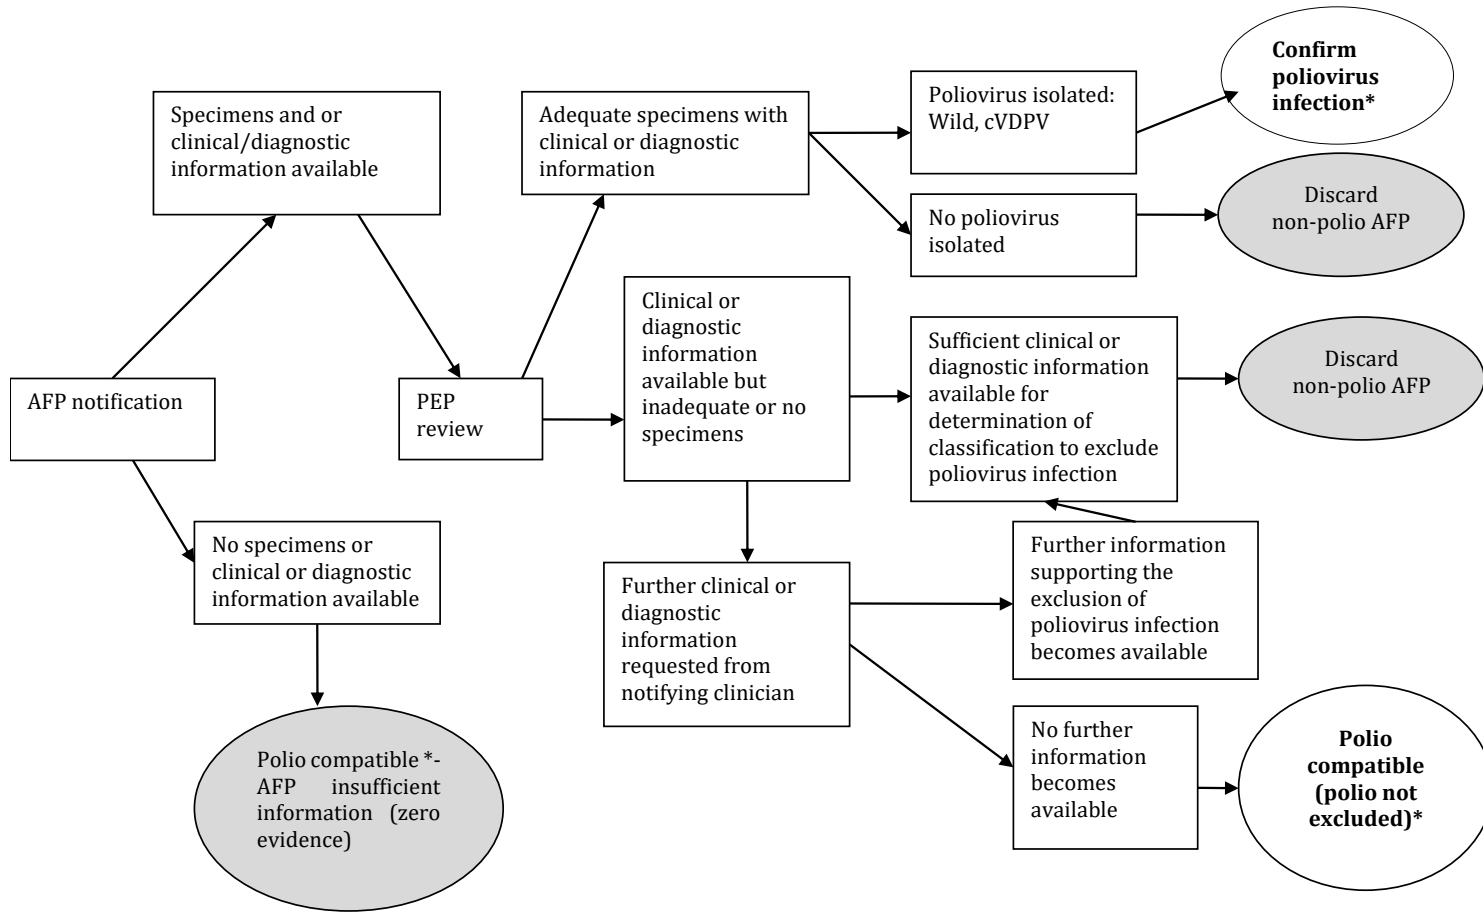 Confirm
poliovirus
infection*
Specimens and or
clinical/diagnostic
information available
Adequate specimens with
clinical or diagnostic
information
Poliovirus isolated:
Wild, cVDPV
Discard
non-polio AFP
No poliovirus
isolated
Clinical or
diagnostic
information
available but
inadequate or no
specimens
Sufficient clinical or
diagnostic information
available for
determination of
classification to exclude
poliovirus infection
Discard
non-polio AFP
AFP notification
PEP
review
No specimens or
clinical or diagnostic
information available
Further clinical or
diagnostic
information
requested from
notifying clinician
Further information
supporting the
exclusion of
poliovirus infection
becomes available
Polio compatible *-
AFP insufficient
information (zero
evidence)
No further
information
becomes
available
Polio
compatible
(polio not
excluded)*